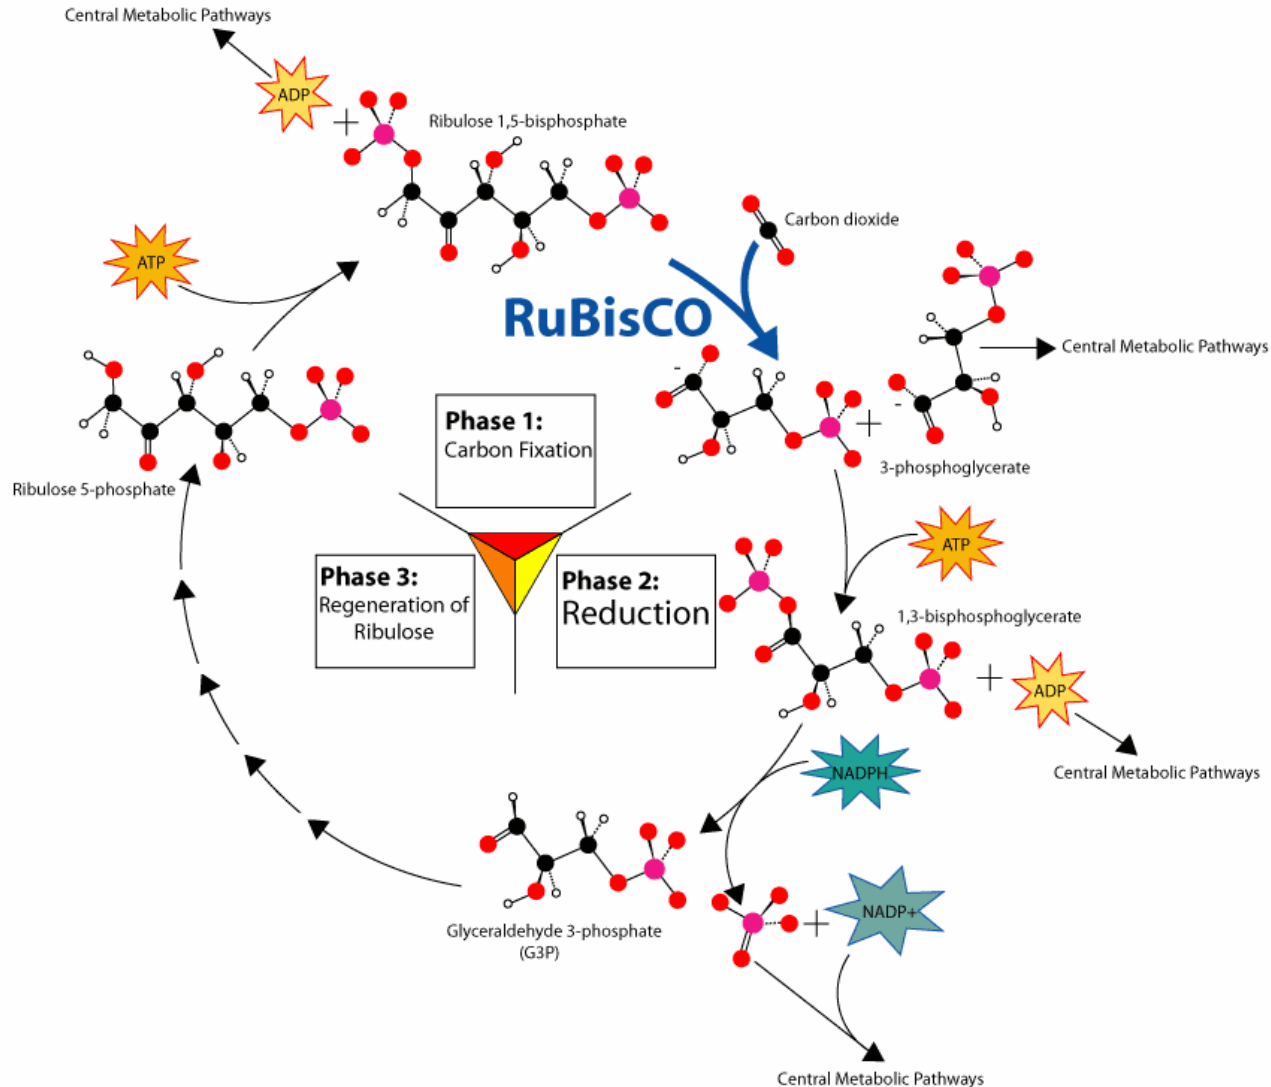 Central Metabolic Pathways
ADP
+
Ribulose 1,5-bisphosphate
Carbon dioxide
ATP
RuBisCO
Central Metabolic Pathways
-
+
-
3-phosphoglycerate
Phase 1:
Carbon Fixation
Ribulose 5-phosphate
ATP
Phase 3:
Regeneration of
Ribulose
Phase 2:
Reduction
1,3-bisphosphoglycerate
+
ADP
Central Metabolic Pathways
NADPH
Glyceraldehyde 3-phosphate
(G3P)
+
NADP+
Central Metabolic Pathways